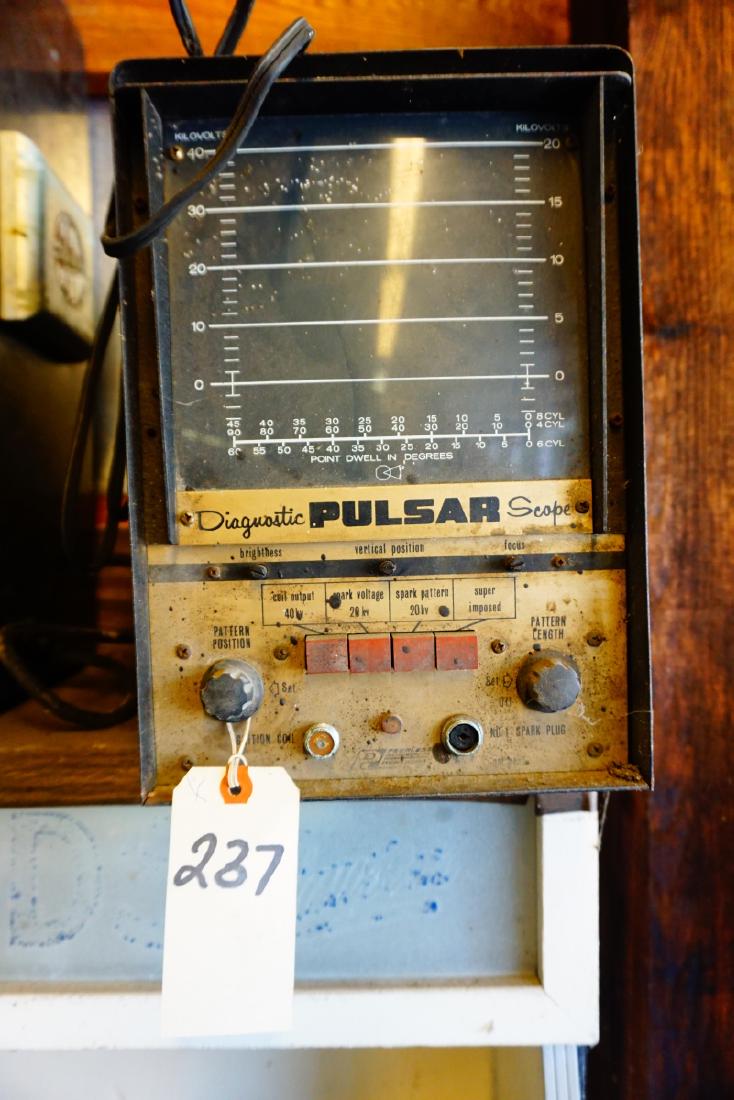 KILOVOLTS KILOVOLTS
40 20
30 15
20 10
10 5
0 0
45 40 35 30 25 20 15 10 5 0 8 CYL
90 80 70 60 50 40 30 20 10 0 4 CYL
60 55 50 45 40 35 30 25 20 15 10 5 0 6 CYL
POINT DWELL IN DEGREES
Diagnostic PULSAR Scope
brightness vertical position focus
coil output spark voltage spark pattern super
40 kv 20 kv 20 kv imposed
PATTERN POSITION
PATTERN LENGTH
Set Set
Off
IGNITION COIL NO 1 SPARK PLUG
237